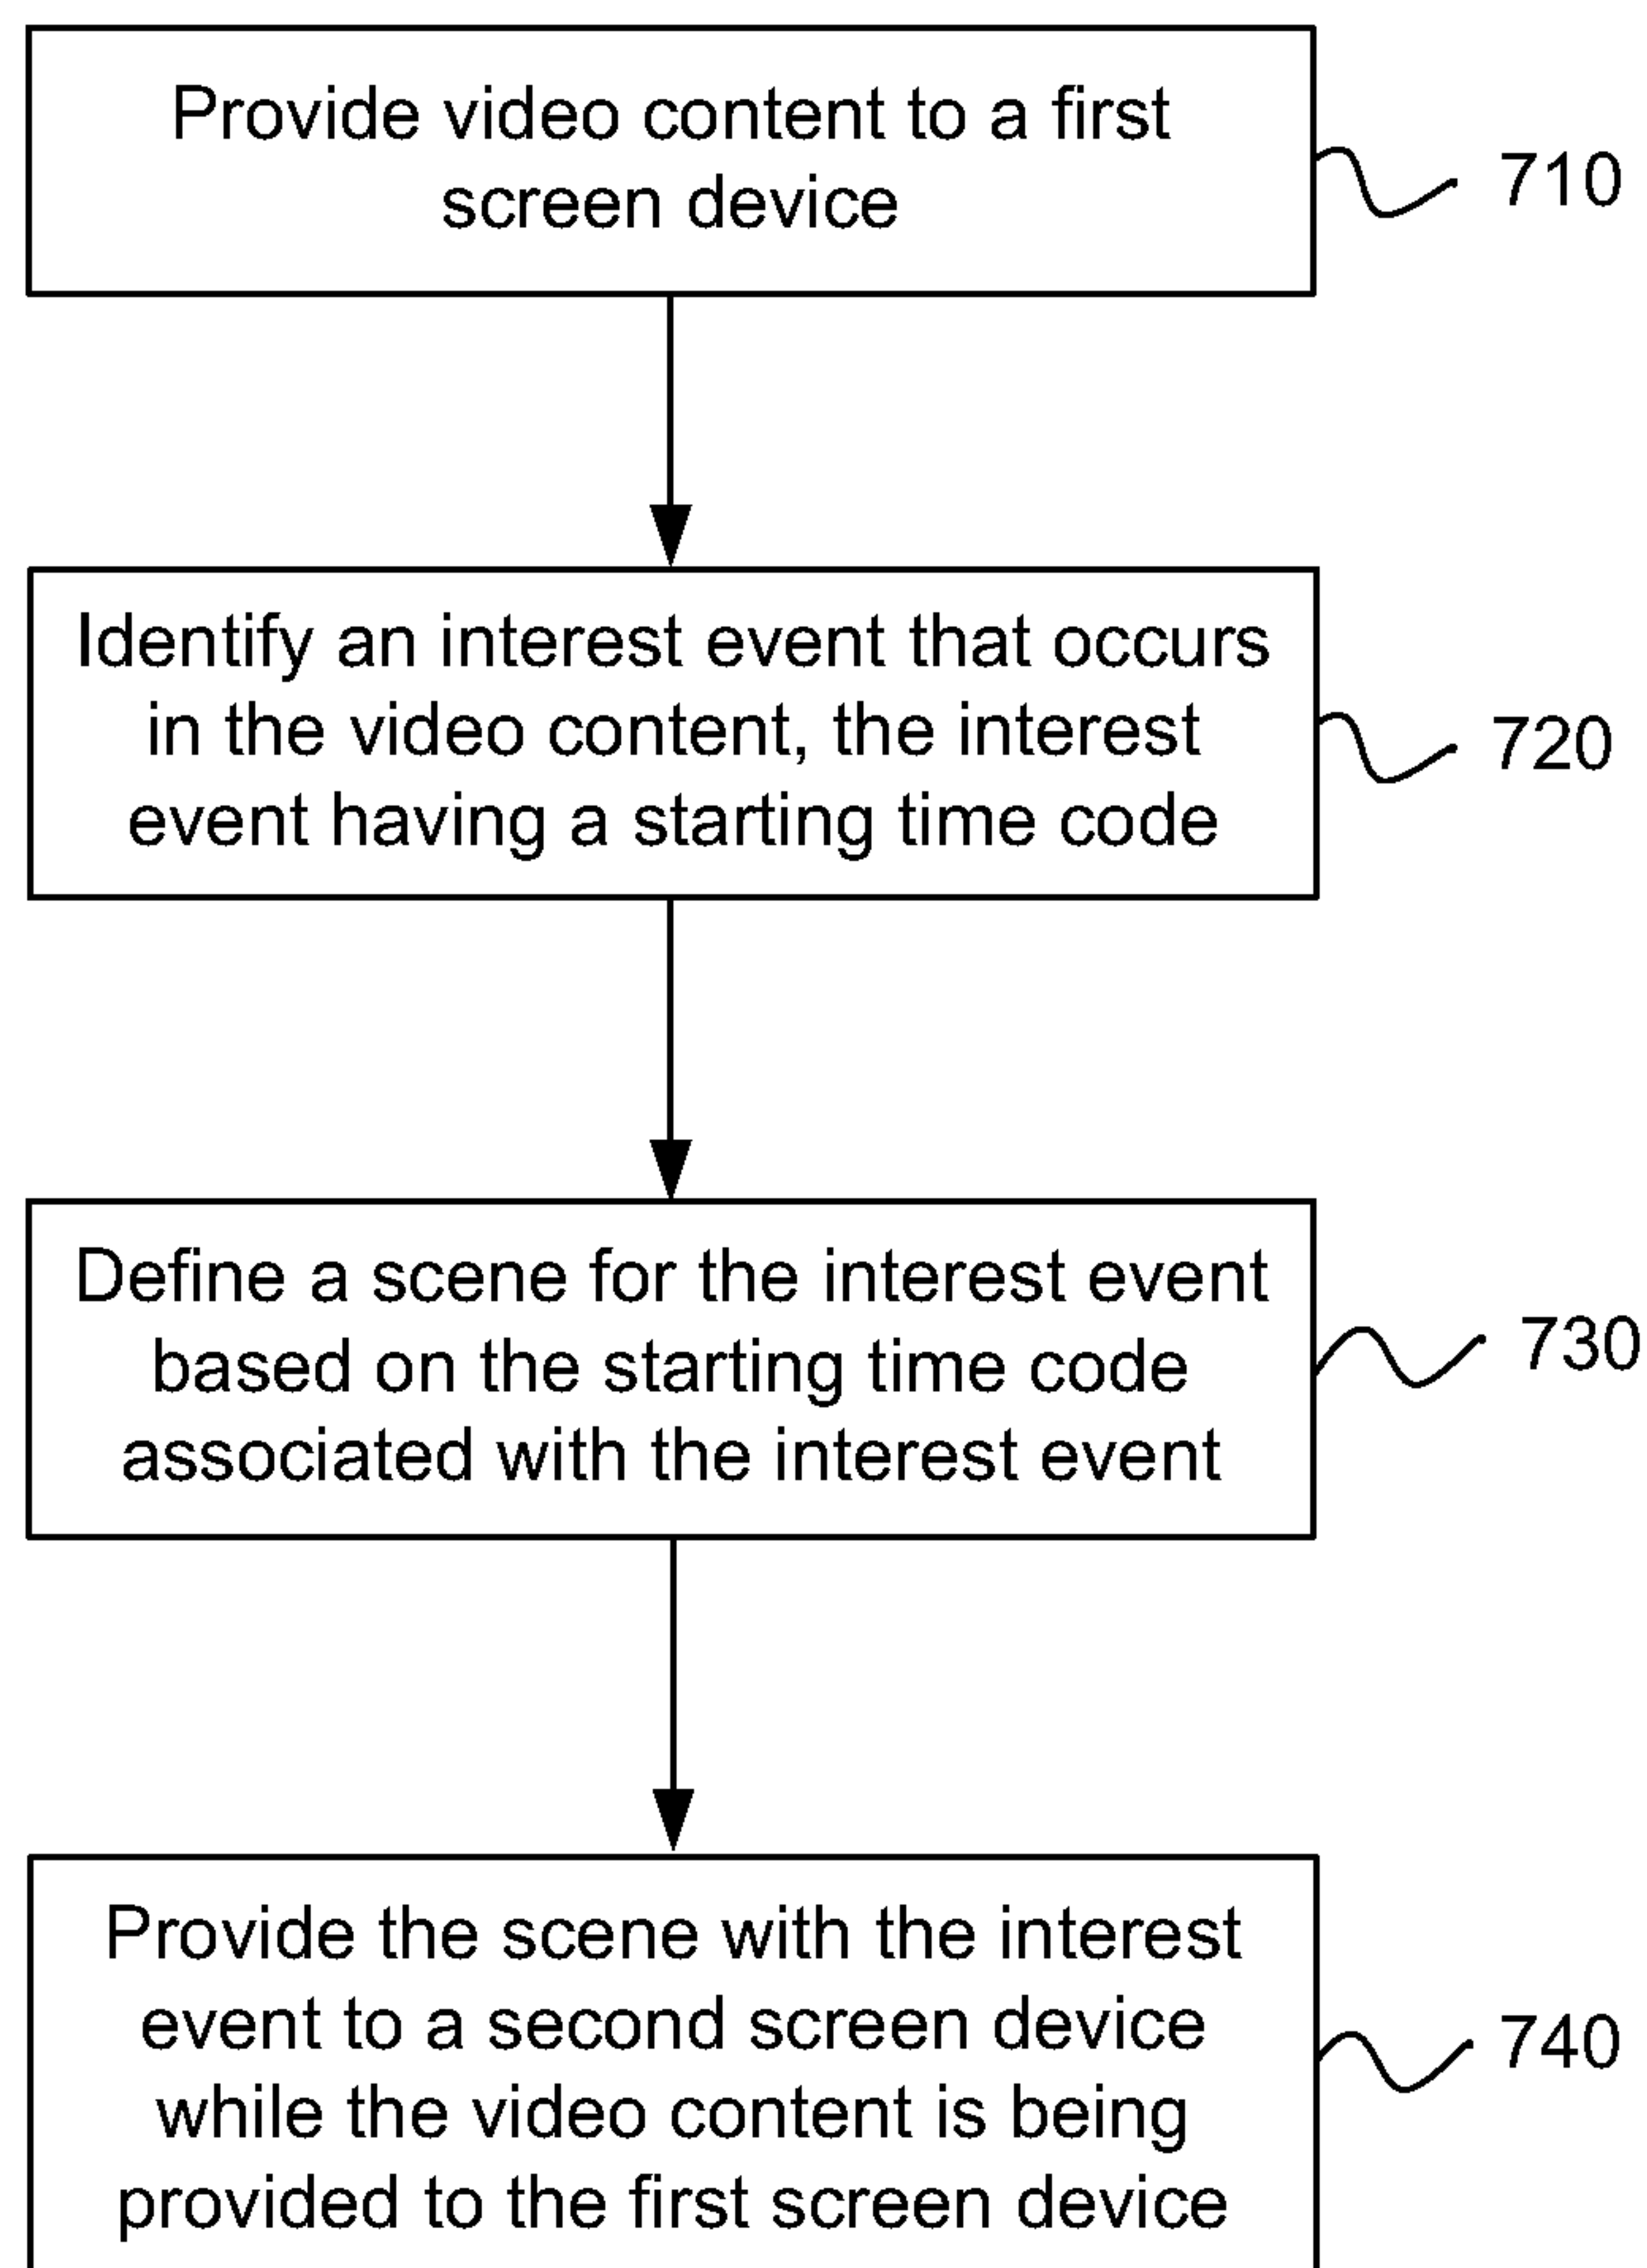 Provide video content to a first
screen device
710
Identify an interest event that occurs
in the video content, the interest
event having a starting time code
720
Define a scene for the interest event
based on the starting time code
associated with the interest event
730
Provide the scene with the interest
event to a second screen device
while the video content is being
provided to the first screen device
740